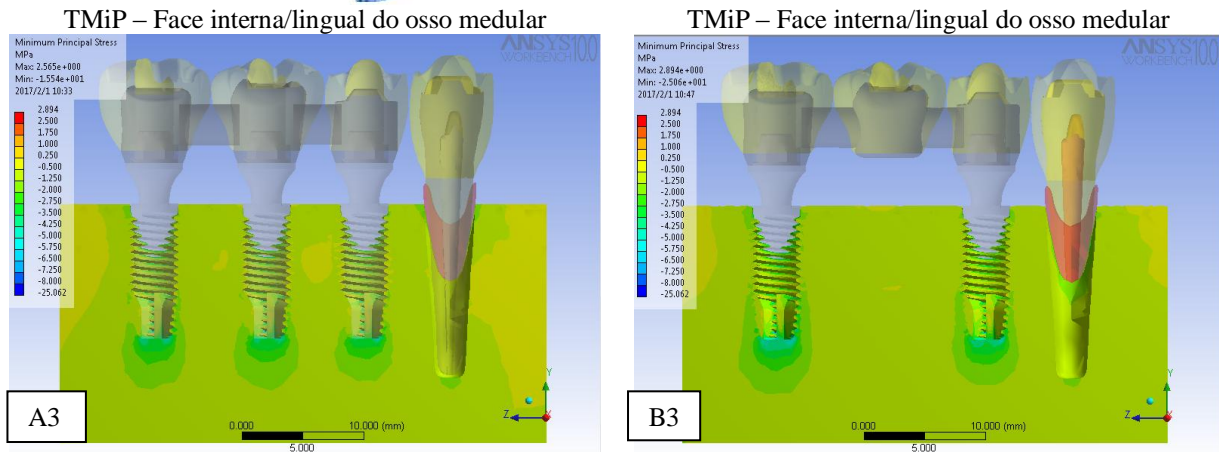 TMiP – Face interna/lingual do osso medular
Minimum Principal Stress
MPa
Max: 2.565e+000
Min: -1.554e+001
2017/2/1 10:33
2.894
2.500
1.750
1.000
0.250
-0.500
-1.250
-2.000
-2.750
-3.500
-4.250
-5.000
-5.750
-6.500
-7.250
-8.000
-25.062
ANSYS 10.0
WORKBENCH
A3
0.000
10.000 (mm)
5.000
Y
Z
X
TMiP – Face interna/lingual do osso medular
Minimum Principal Stress
MPa
Max: 2.894e+000
Min: -2.506e+001
2017/2/1 10:47
2.894
2.500
1.750
1.000
0.250
-0.500
-1.250
-2.000
-2.750
-3.500
-4.250
-5.000
-5.750
-6.500
-7.250
-8.000
-25.062
ANSYS 10.0
WORKBENCH
B3
0.000
10.000 (mm)
5.000
Y
Z
X